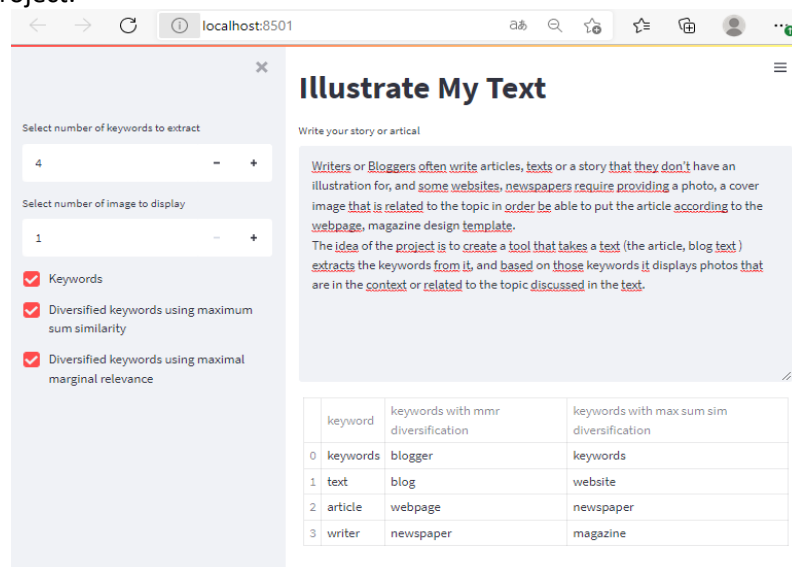 roject.
localhost:8501
aあ
Illustrate My Text
Select number of keywords to extract
4
Select number of image to display
1
Keywords
Diversified keywords using maximum
sum similarity
Diversified keywords using maximal
marginal relevance
Write your story or artical
Writers or Bloggers often write articles, texts or a story that they don't have an
illustration for, and some websites, newspapers require providing a photo, a cover
image that is related to the topic in order be able to put the article according to the
webpage, magazine design template.
The idea of the project is to create a tool that takes a text (the article, blog text )
extracts the keywords from it, and based on those keywords it displays photos that
are in the context or related to the topic discussed in the text.
keyword keywords with mmr diversification keywords with max sum sim diversification
0 keywords blogger keywords
1 text blog website
2 article webpage newspaper
3 writer newspaper magazine